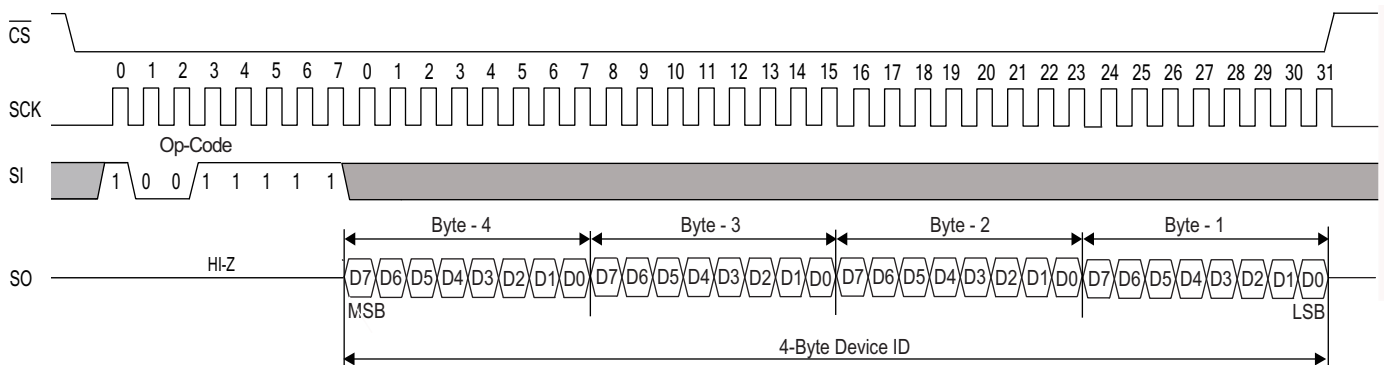 CS
0 1 2 3 4 5 6 7 0 1 2 3 4 5 6 7 8 9 10 11 12 13 14 15 16 17 18 19 20 21 22 23 24 25 26 27 28 29 30 31
SCK
Op-Code
SI 1 0 0 1 1 1 1 1
Byte - 4 Byte - 3 Byte - 2 Byte - 1
SO HI-Z D7 D6 D5 D4 D3 D2 D1 D0 D7 D6 D5 D4 D3 D2 D1 D0 D7 D6 D5 D4 D3 D2 D1 D0 D7 D6 D5 D4 D3 D2 D1 D0
MSB LSB
4-Byte Device ID